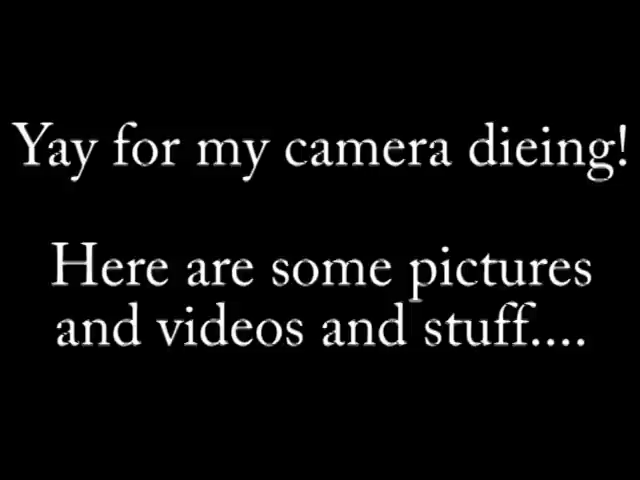 Yay for my camera dieing!
Here are some pictures
and videos and stuff....